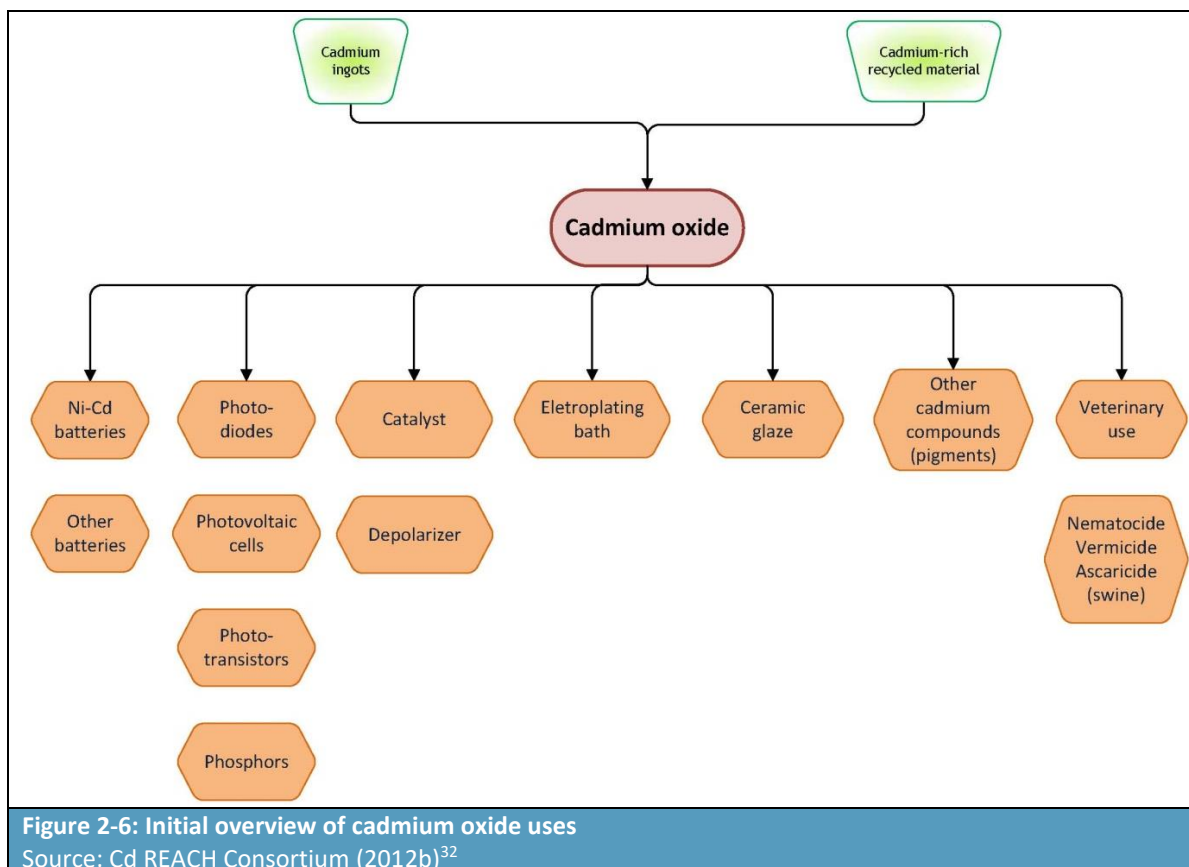 Cadmium
ingots
Cadmium-rich
recycled material
Cadmium oxide
Ni-Cd
batteries
Photo-
diodes
Catalyst
Eletroplating
bath
Ceramic
glaze
Other
cadmium
compounds
(pigments)
Veterinary
use
Other
batteries
Photovoltaic
cells
Depolarizer
Nematocide
Vermicide
Ascaricide
(swine)
Photo-
transistors
Phosphors
Figure 2-6: Initial overview of cadmium oxide uses
Source: Cd REACH Consortium (2012b)32